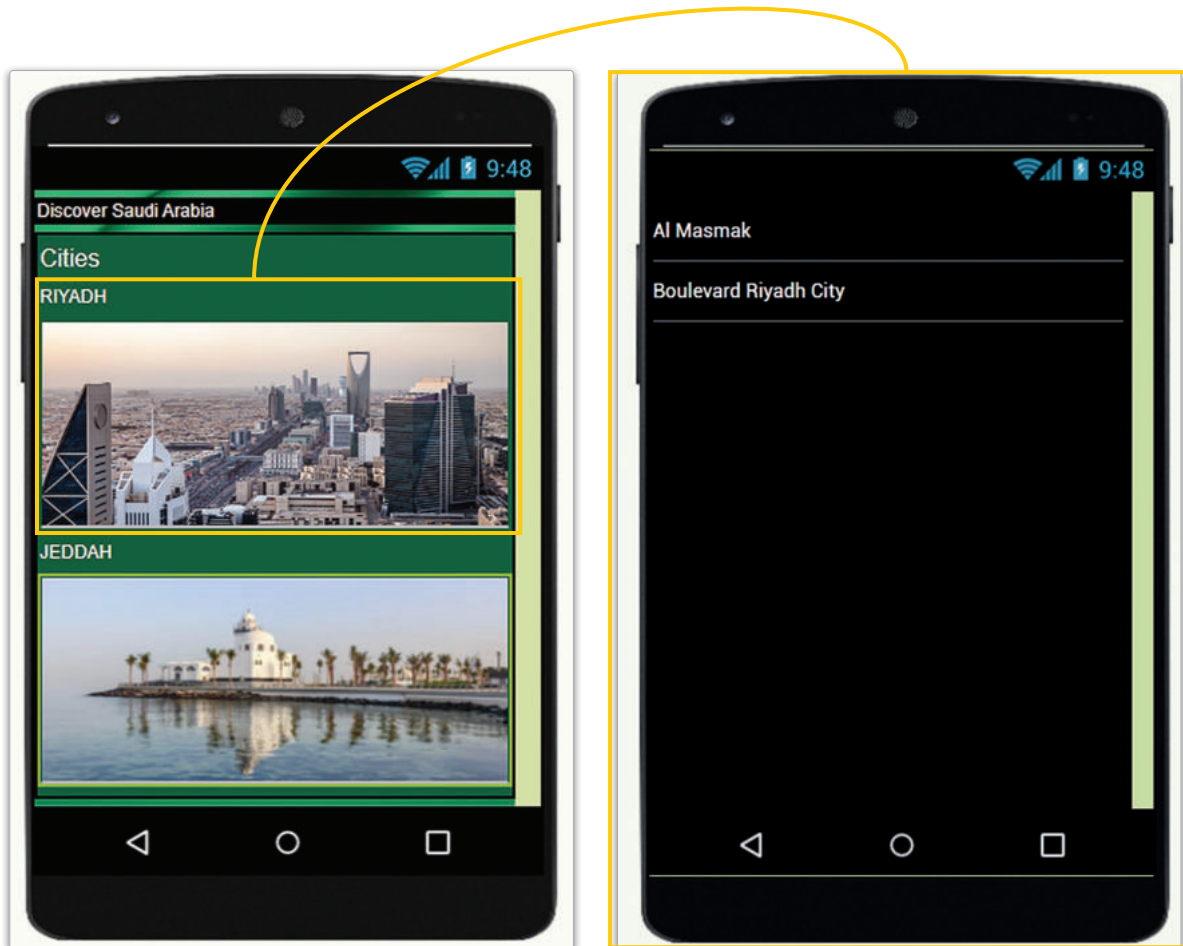 9:48
Discover Saudi Arabia
Cities
RIYADH
JEDDAH
9:48
Al Masmak
Boulevard Riyadh City